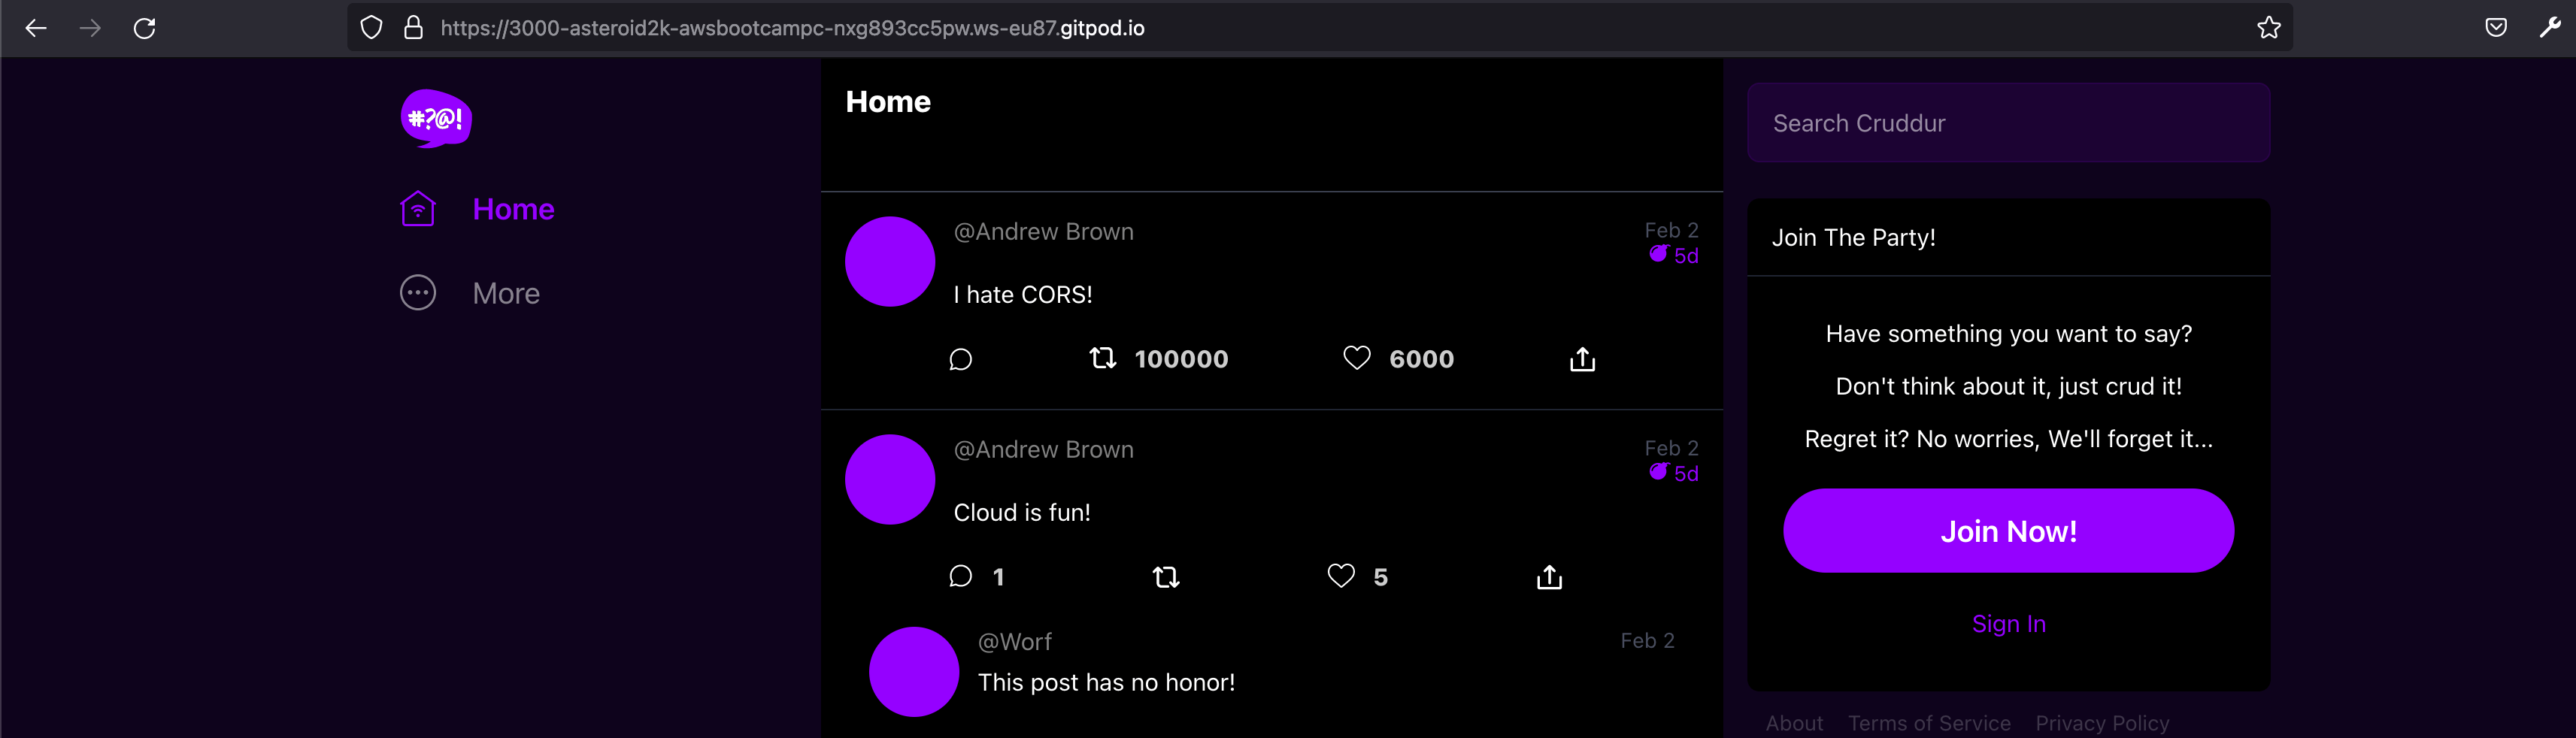 https://3000-asteroid2k-awsbootcampc-nxg893cc5pw.ws-eu87.gitpod.io
#?@!
Home
More
Home
@Andrew Brown
Feb 2
5d
I hate CORS!
100000
6000
@Andrew Brown
Feb 2
5d
Cloud is fun!
1
5
@Worf
Feb 2
This post has no honor!
Search Cruddur
Join The Party!
Have something you want to say?
Don't think about it, just crud it!
Regret it? No worries, We'll forget it...
Join Now!
Sign In
About Terms of Service Privacy Policy